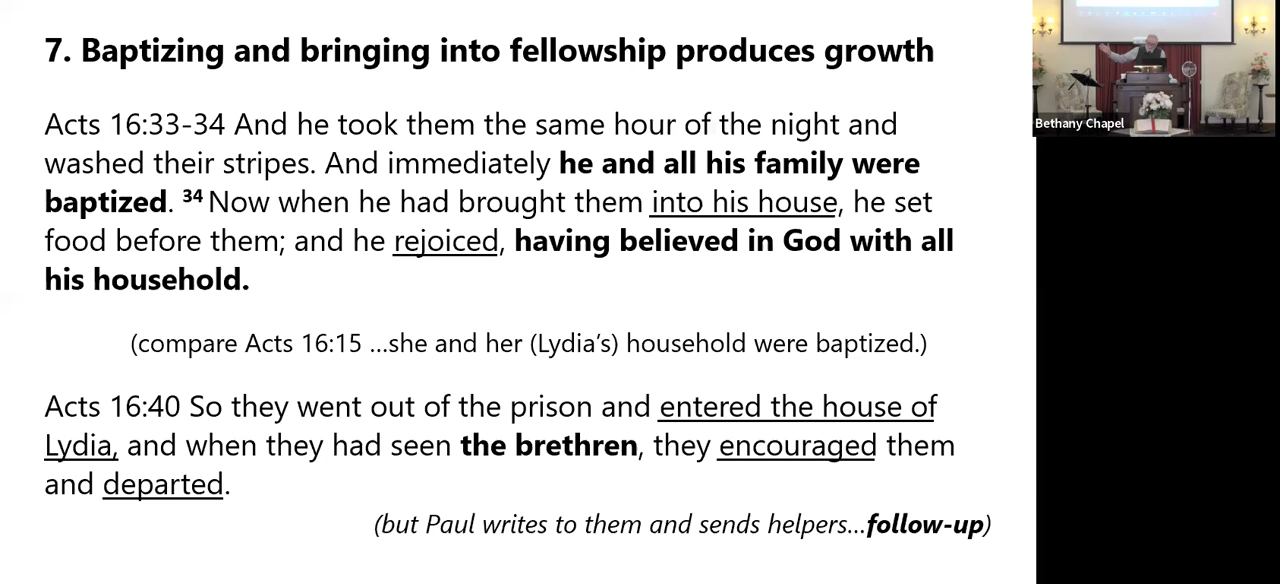 7. Baptizing and bringing into fellowship produces growth
Acts 16:33-34 And he took them the same hour of the night and
washed their stripes. And immediately he and all his family were
baptized. 34 Now when he had brought them into his house, he set
food before them; and he rejoiced, having believed in God with all
his household.
(compare Acts 16:15 ...she and her (Lydia’s) household were baptized.)
Acts 16:40 So they went out of the prison and entered the house of
Lydia, and when they had seen the brethren, they encouraged them
and departed.
(but Paul writes to them and sends helpers...follow-up)
Bethany Chapel